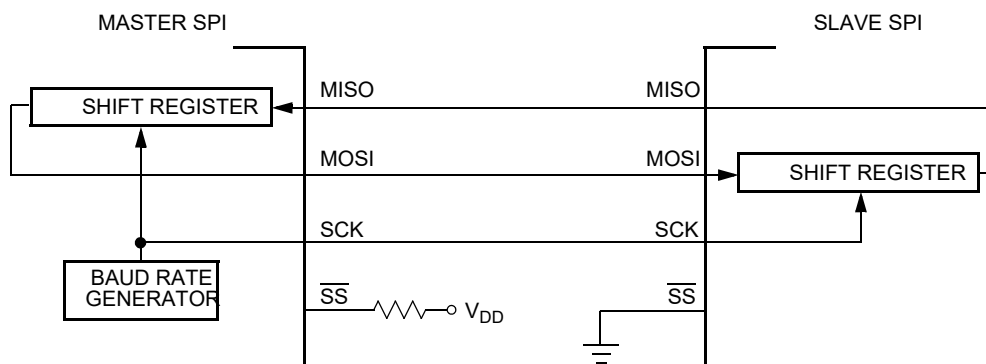 MASTER SPI
SLAVE SPI
MISO
MISO
SHIFT REGISTER
MOSI
MOSI
SHIFT REGISTER
SCK
SCK
BAUD RATE
GENERATOR
SS
VDD
SS